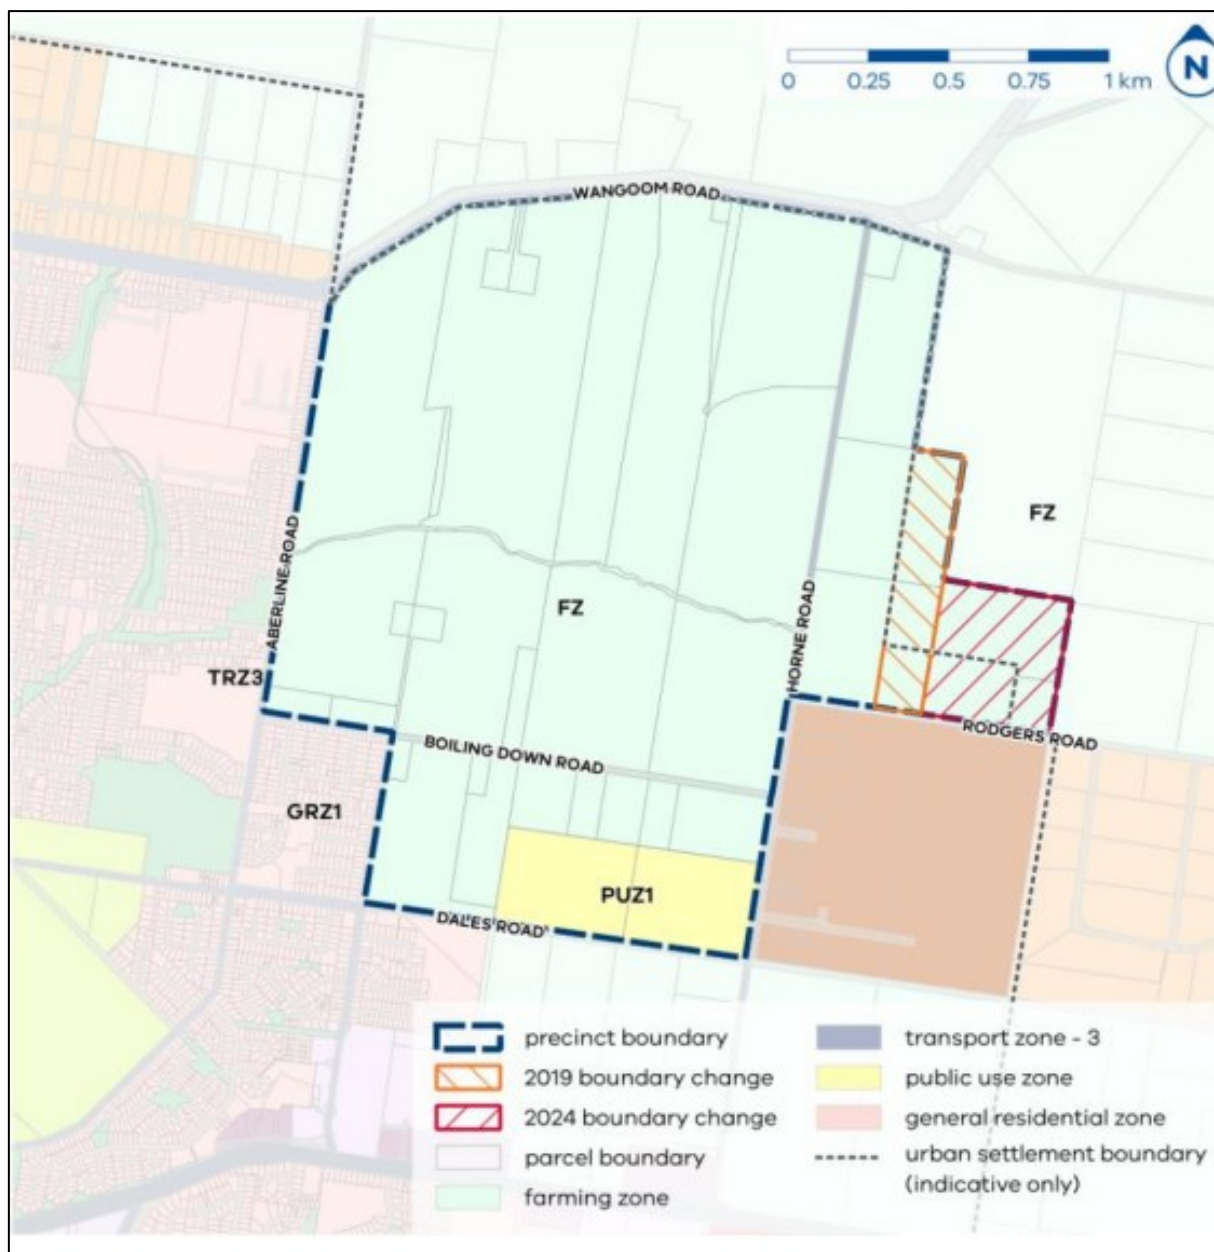 N
0 0.25 0.5 0.75 1 km
WANGOOM ROAD
FZ
ABERLINE ROAD
HORNE ROAD
FZ
TRZ3
RODGERS ROAD
BOILING DOWN ROAD
GRZ1
PUZ1
DALES ROAD
precinct boundary
2019 boundary change
2024 boundary change
parcel boundary
farming zone
transport zone - 3
public use zone
general residential zone
urban settlement boundary
(indicative only)